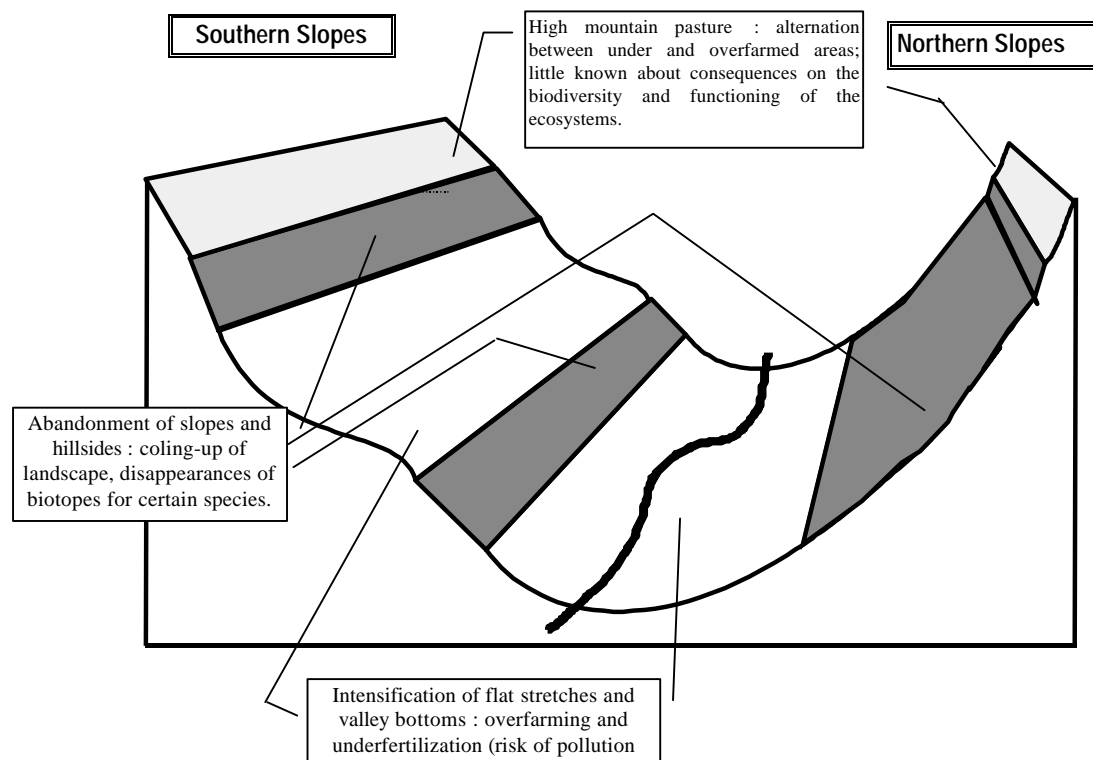 Southern Slopes
High mountain pasture : alternation
between under and overfarmed areas;
little known about consequences on the
biodiversity and functioning of the
ecosystems.
Northern Slopes
Abandonment of slopes and
hillsides : coling-up of
landscape, disappearances of
biotopes for certain species.
Intensification of flat stretches and
valley bottoms : overfarming and
underfertilization (risk of pollution